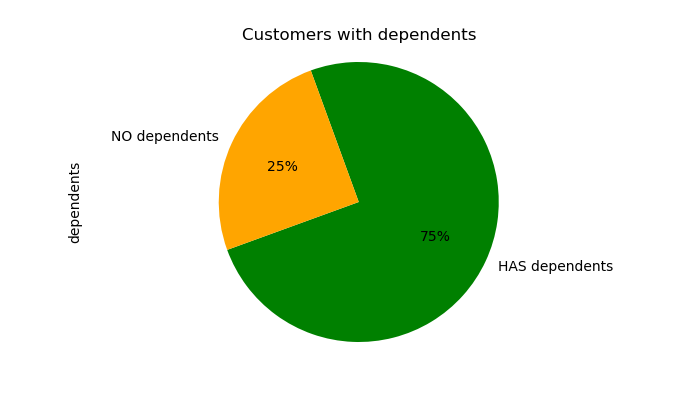 Customers with dependents
NO dependents
25%
dependents
75%
HAS dependents